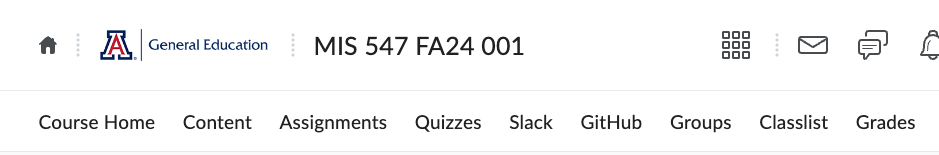 A General Education MIS 547 FA24 001
Course Home Content Assignments Quizzes Slack GitHub Groups Classlist Grades